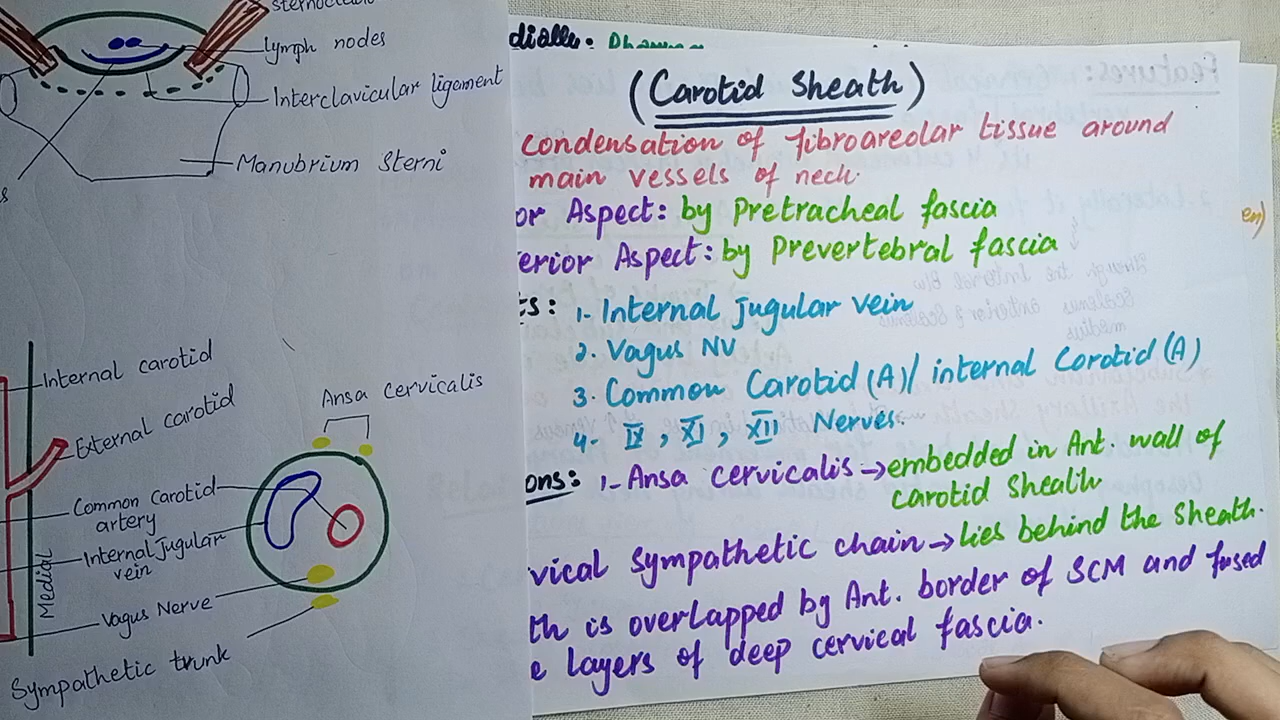 Lymph nodes
Interclavicular ligament
Manubrium Sterni
Internal carotid
External carotid
Common carotid
artery
Internal jugular
vein
Vagus Nerve
Sympathetic trunk
Medial
Ansa cervicalis
dially:
(Carotid Sheath)
condensation of fibroareolar tissue around
main vessels of neck.
or Aspect: by Pretracheal fascia
erior Aspect: by Prevertebral fascia
ts: 1- Internal jugular vein
2. Vagus NV
3. Common Carotid (A)/ internal Corotid (A)
4- IX, XI, XII Nerves.
ons: 1- Ansa cervicalis → embedded in Ant. wall of
carotid Sheath
vical Sympathetic chain → lies behind the sheath.
th is overlapped by Ant. border of SCM and fused
e layers of deep cervical fascia.